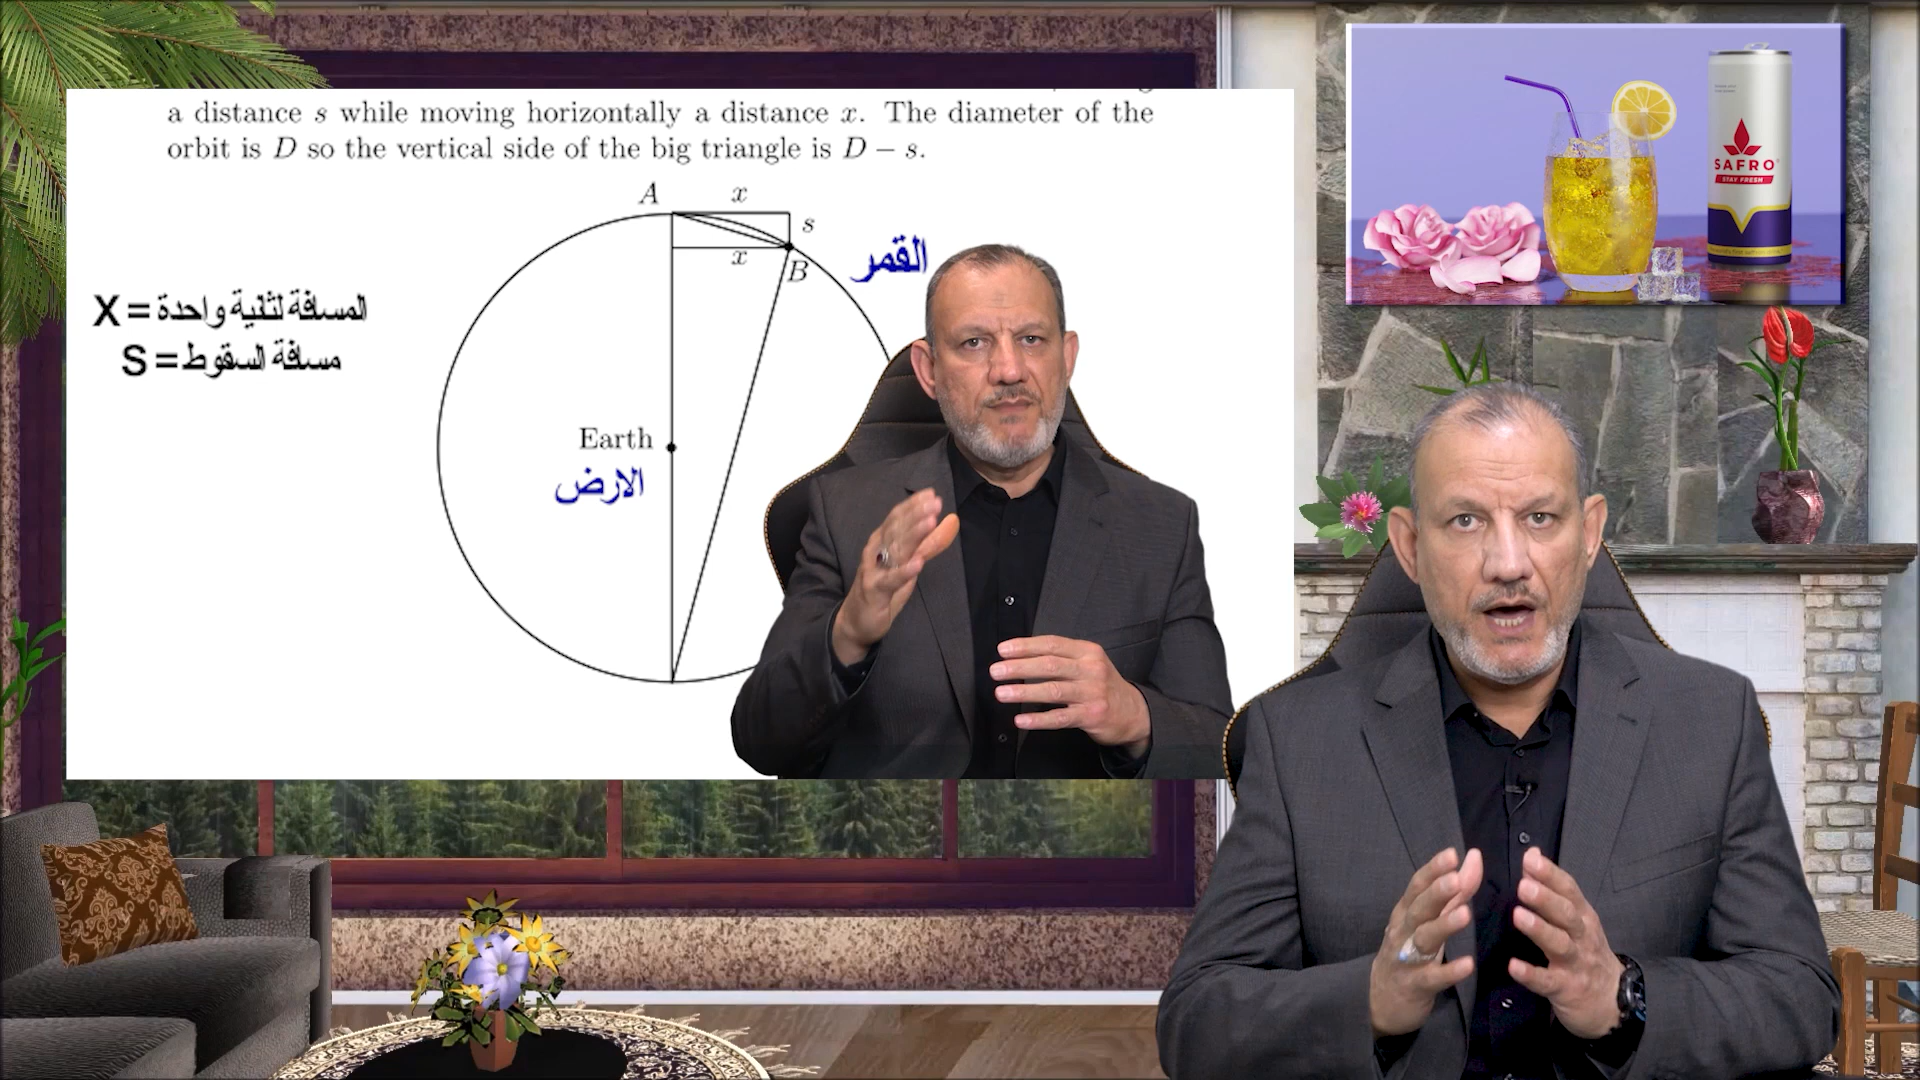 a distance s while moving horizontally a distance x. The diameter of the
orbit is D so the vertical side of the big triangle is D − s.
A
x
s
x
B
القمر
X = المسافة لثنية واحدة
S = مسافة السقوط
Earth
الارض
SAFRO
STAY FRESH